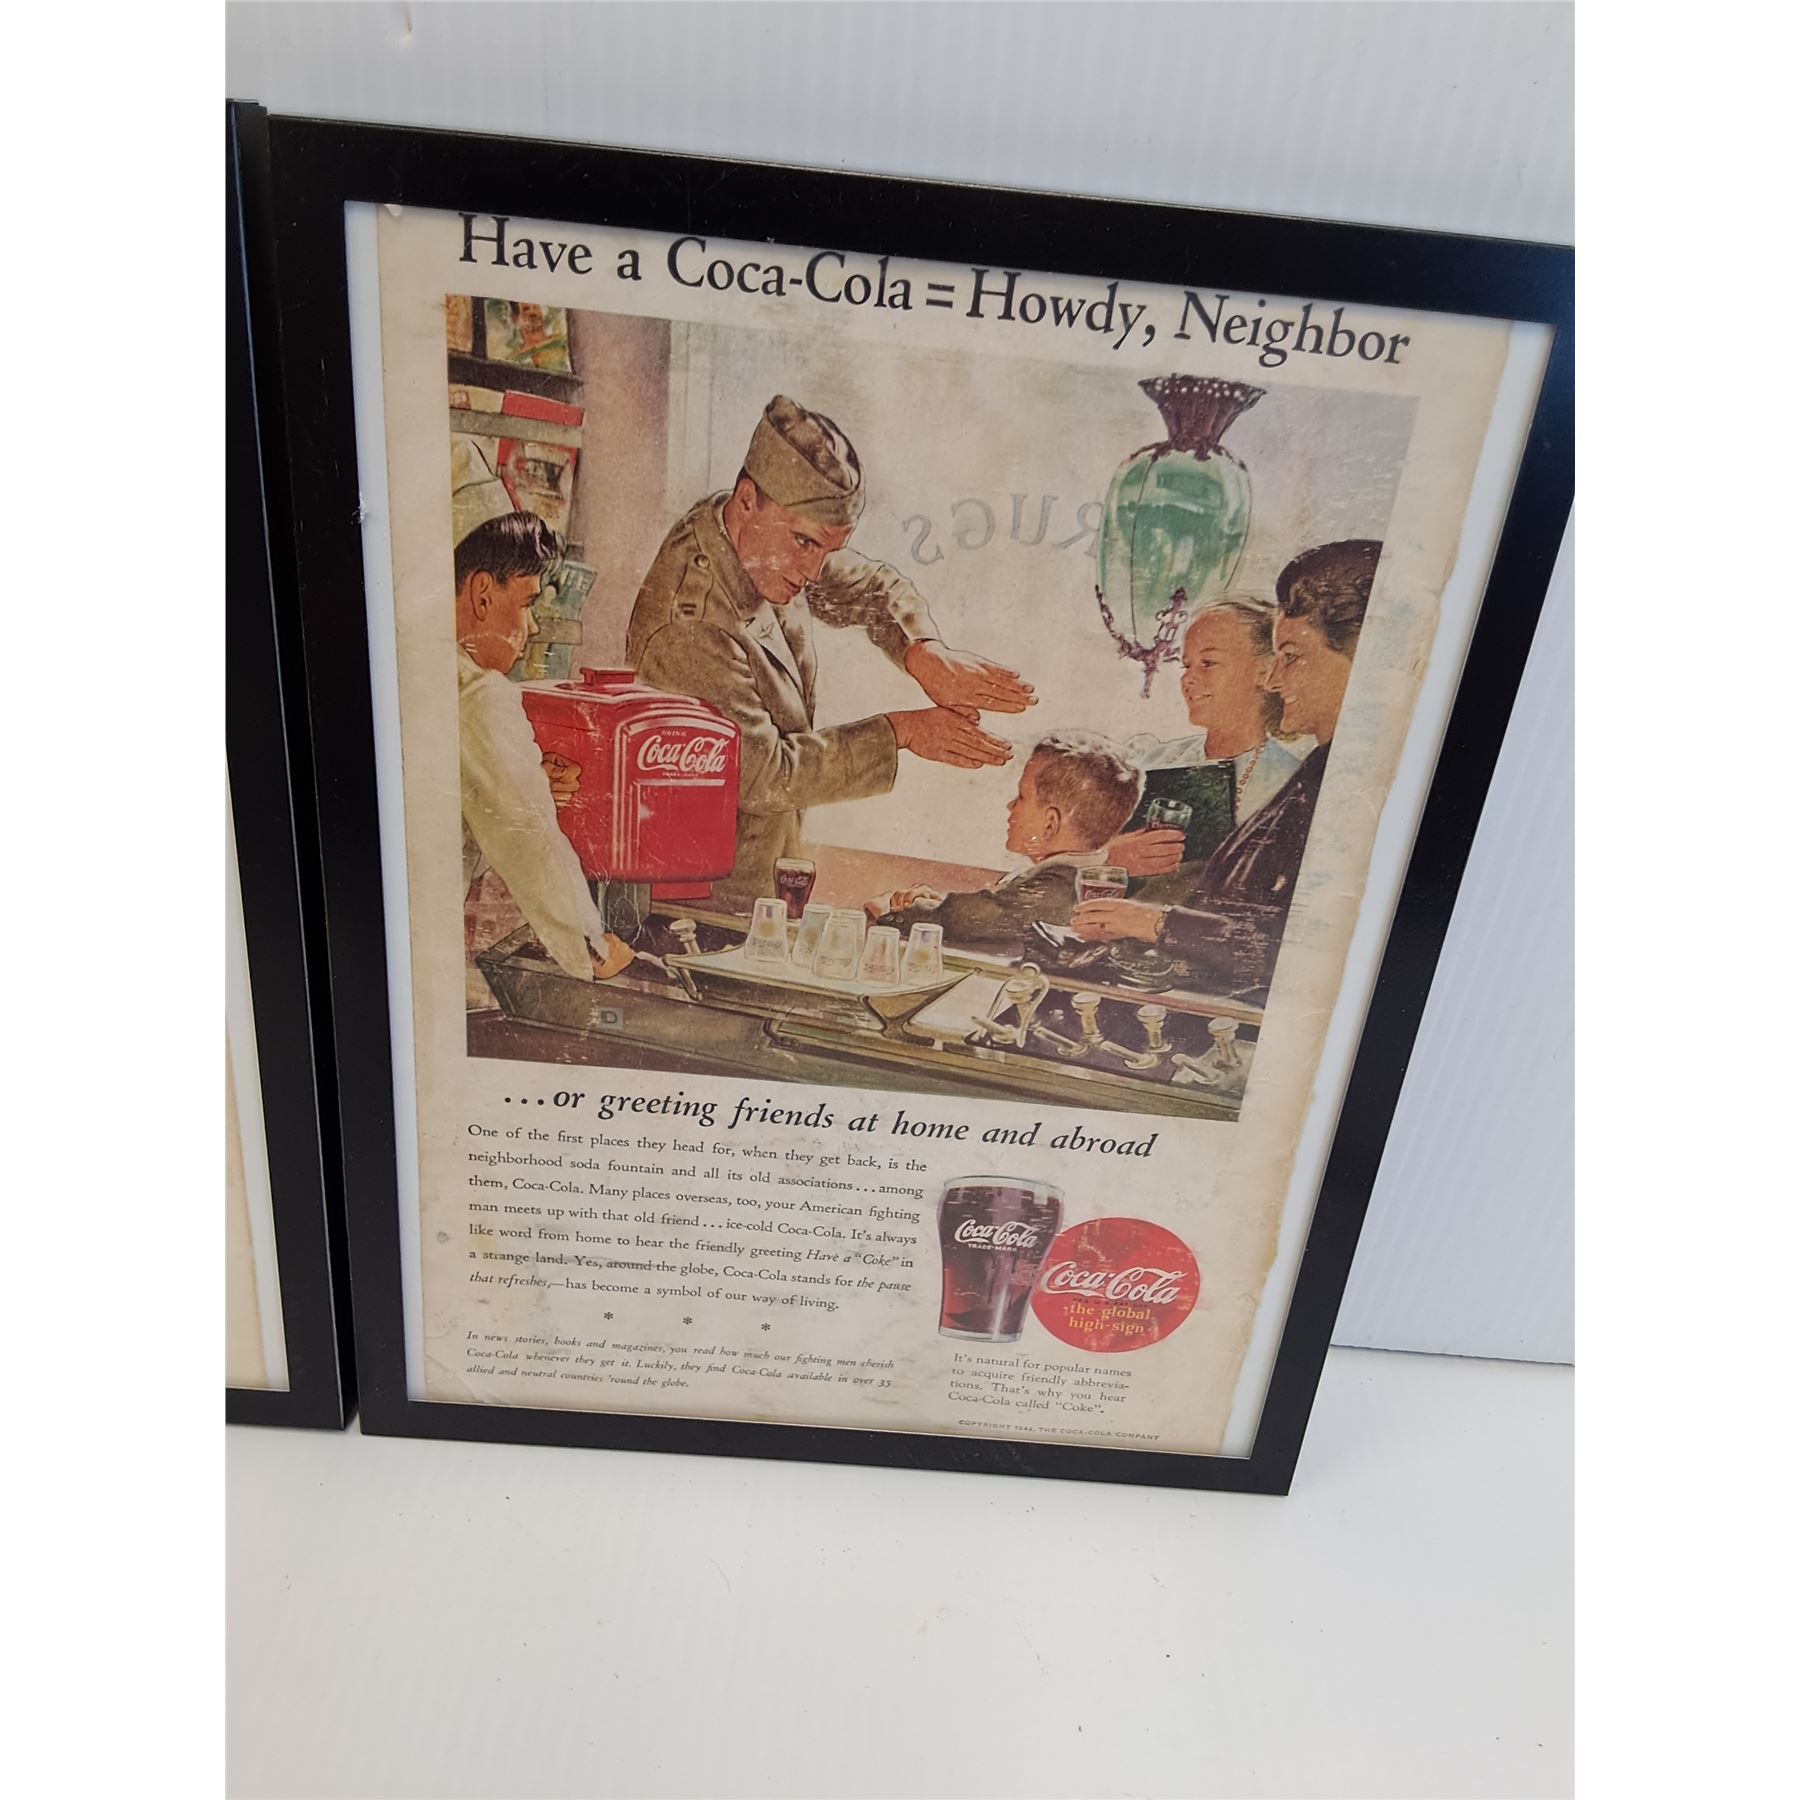 Have a Coca-Cola = Howdy, Neighbor
RUGS
DRINK
Coca-Cola
TRADE-MARK
D
...or greeting friends at home and abroad
One of the first places they head for, when they get back, is the
neighborhood soda fountain and all its old associations...among
them, Coca-Cola. Many places overseas, too, your American fighting
man meets up with that old friend...ice-cold Coca-Cola. It's always
like word from home to hear the friendly greeting Have a "Coke" in
a strange land. Yes, around the globe, Coca-Cola stands for the pause
that refreshes,—has become a symbol of our way of living.
* * *
In news stories, books and magazines, you read how much our fighting men cherish
Coca-Cola whenever they get it. Luckily, they find Coca-Cola available in over 35
allied and neutral countries 'round the globe.
Coca-Cola
TRADE-MARK
Coca-Cola
-the global
high-sign-
It's natural for popular names
to acquire friendly abbrevia-
tions. That's why you hear
Coca-Cola called "Coke".
COPYRIGHT 1944, THE COCA-COLA COMPANY